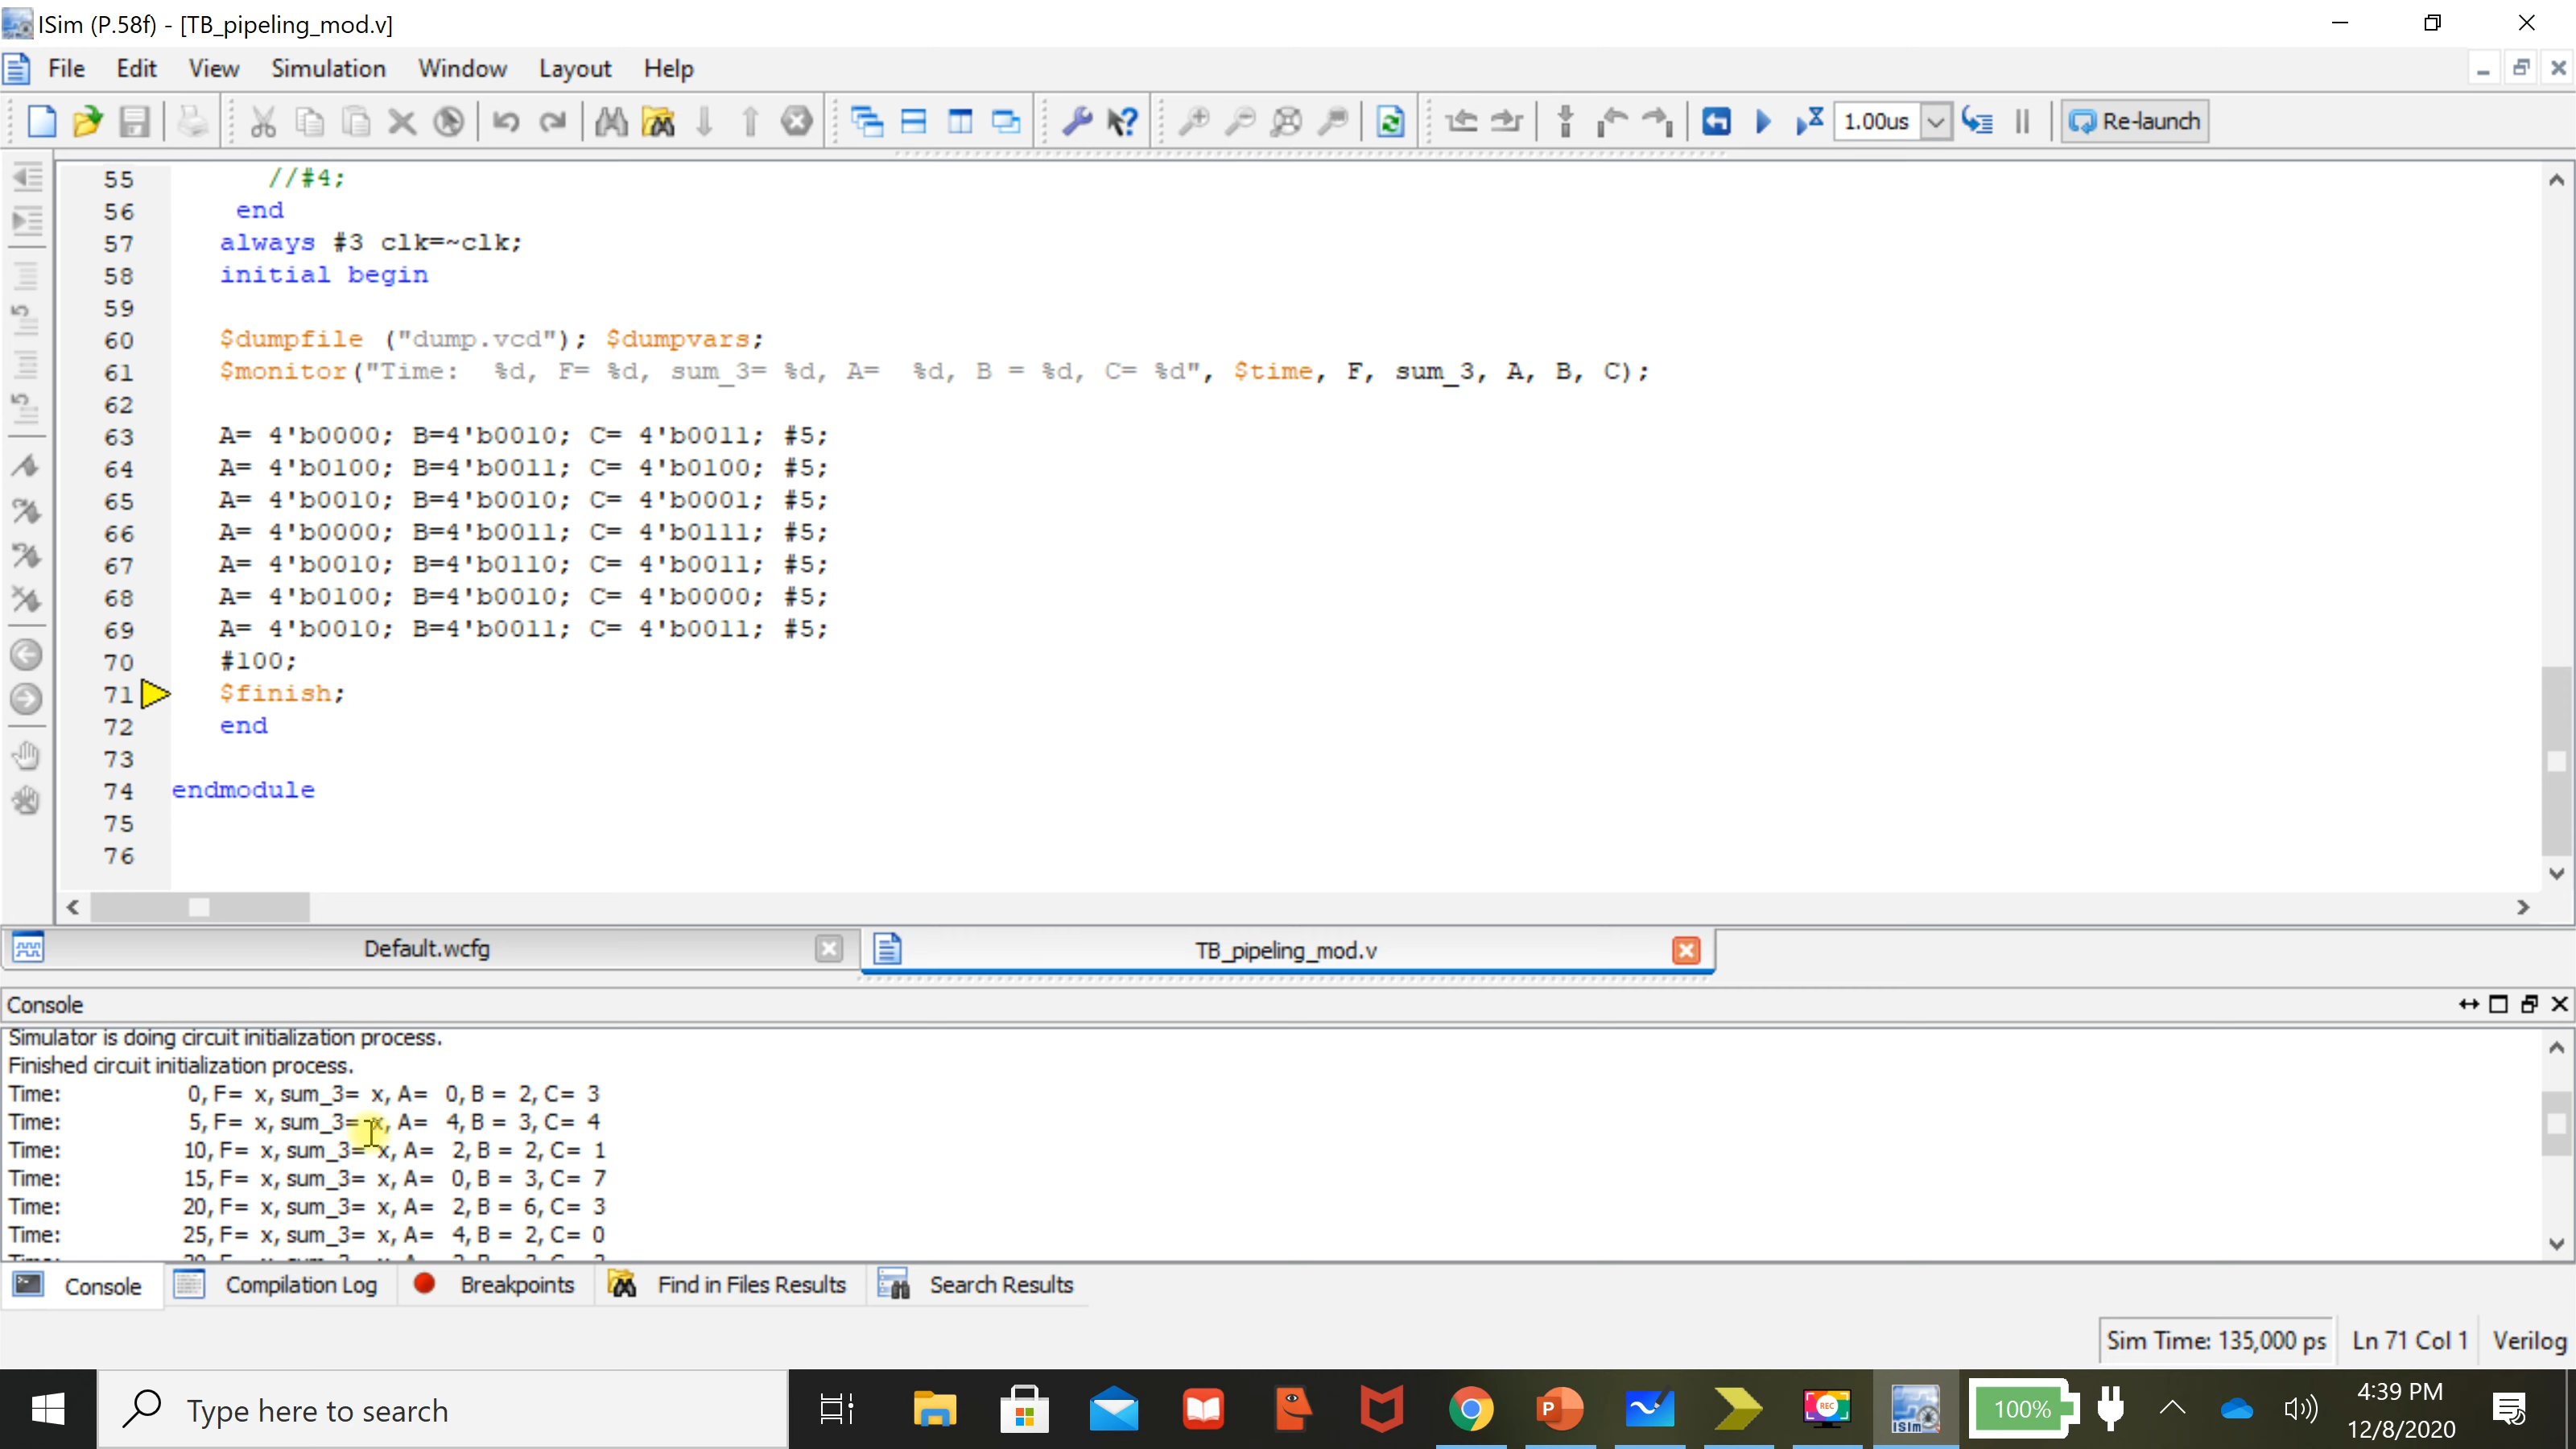 ISim (P.58f) - [TB_pipeling_mod.v]
File Edit View Simulation Window Layout Help
1.00us Re-launch
55 //#4;
56 end
57 always #3 clk=~clk;
58 initial begin
59
60 $dumpfile ("dump.vcd"); $dumpvars;
61 $monitor("Time: %d, F= %d, sum_3= %d, A= %d, B = %d, C= %d", $time, F, sum_3, A, B, C);
62
63 A= 4'b0000; B=4'b0010; C= 4'b0011; #5;
64 A= 4'b0100; B=4'b0011; C= 4'b0100; #5;
65 A= 4'b0010; B=4'b0010; C= 4'b0001; #5;
66 A= 4'b0000; B=4'b0011; C= 4'b0111; #5;
67 A= 4'b0010; B=4'b0110; C= 4'b0011; #5;
68 A= 4'b0100; B=4'b0010; C= 4'b0000; #5;
69 A= 4'b0010; B=4'b0011; C= 4'b0011; #5;
70 #100;
71 $finish;
72 end
73
74 endmodule
75
76
Default.wcfg TB_pipeling_mod.v
Console
Simulator is doing circuit initialization process.
Finished circuit initialization process.
Time: 0, F= x, sum_3= x, A= 0, B = 2, C= 3
Time: 5, F= x, sum_3= x, A= 4, B = 3, C= 4
Time: 10, F= x, sum_3= x, A= 2, B = 2, C= 1
Time: 15, F= x, sum_3= x, A= 0, B = 3, C= 7
Time: 20, F= x, sum_3= x, A= 2, B = 6, C= 3
Time: 25, F= x, sum_3= x, A= 4, B = 2, C= 0
Console Compilation Log Breakpoints Find in Files Results Search Results
Sim Time: 135,000 ps Ln 71 Col 1 Verilog
Type here to search
REC
ISim
100%
4:39 PM
12/8/2020